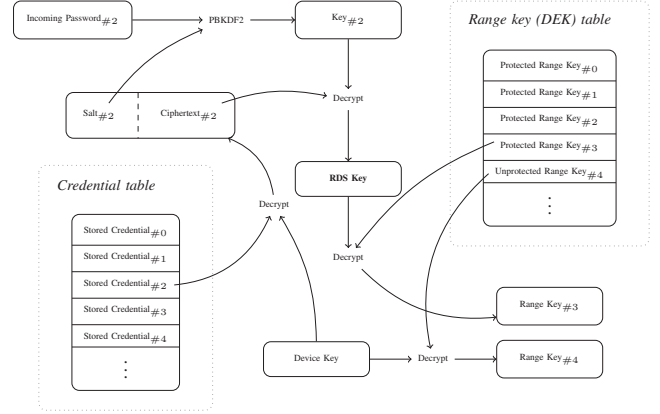 Incoming Password#2
PBKDF2
Key#2
Range key (DEK) table
Protected Range Key#0
Protected Range Key#1
Protected Range Key#2
Protected Range Key#3
Unprotected Range Key#4
⋮
Decrypt
Salt#2
Ciphertext#2
RDS Key
Credential table
Decrypt
Stored Credential#0
Stored Credential#1
Stored Credential#2
Stored Credential#3
Stored Credential#4
⋮
Decrypt
Range Key#3
Device Key
Decrypt
Range Key#4